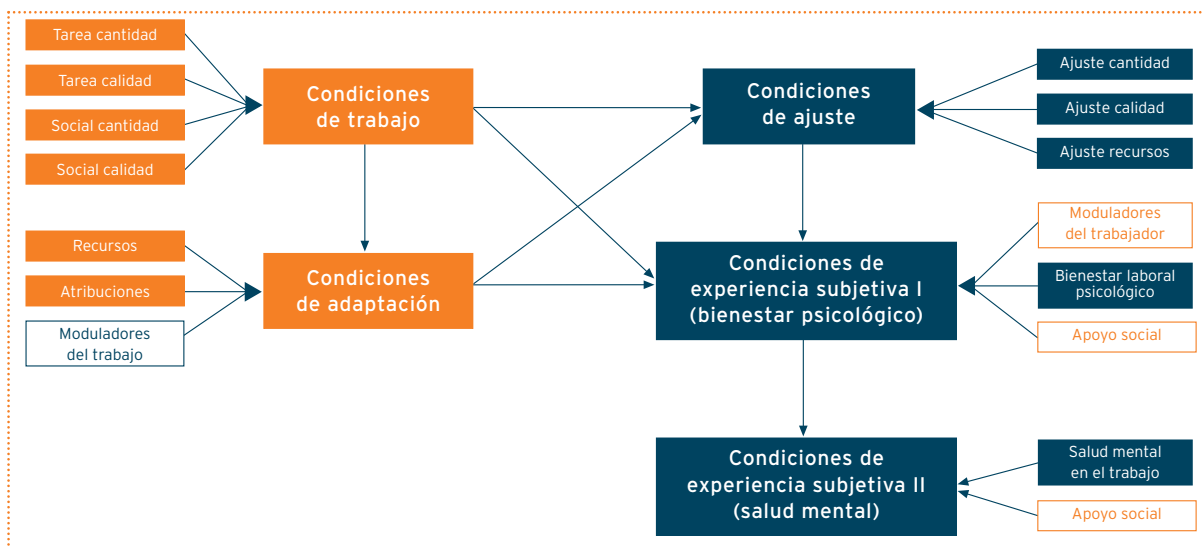 Tarea cantidad
Tarea calidad
Social cantidad
Social calidad
Condiciones
de trabajo
Condiciones
de ajuste
Ajuste cantidad
Ajuste calidad
Ajuste recursos
Recursos
Atribuciones
Moduladores
del trabajo
Condiciones
de adaptación
Condiciones de
experiencia subjetiva I
(bienestar psicológico)
Moduladores
del trabajador
Bienestar laboral
psicológico
Apoyo social
Condiciones de
experiencia subjetiva II
(salud mental)
Salud mental
en el trabajo
Apoyo social